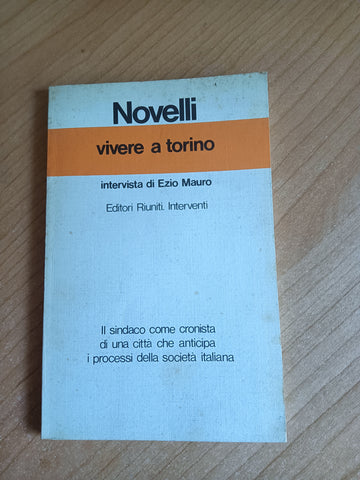 Novelli
vivere a torino
intervista di Ezio Mauro
Editori Riuniti. Interventi
Il sindaco come cronista
di una città che anticipa
i processi della società italiana